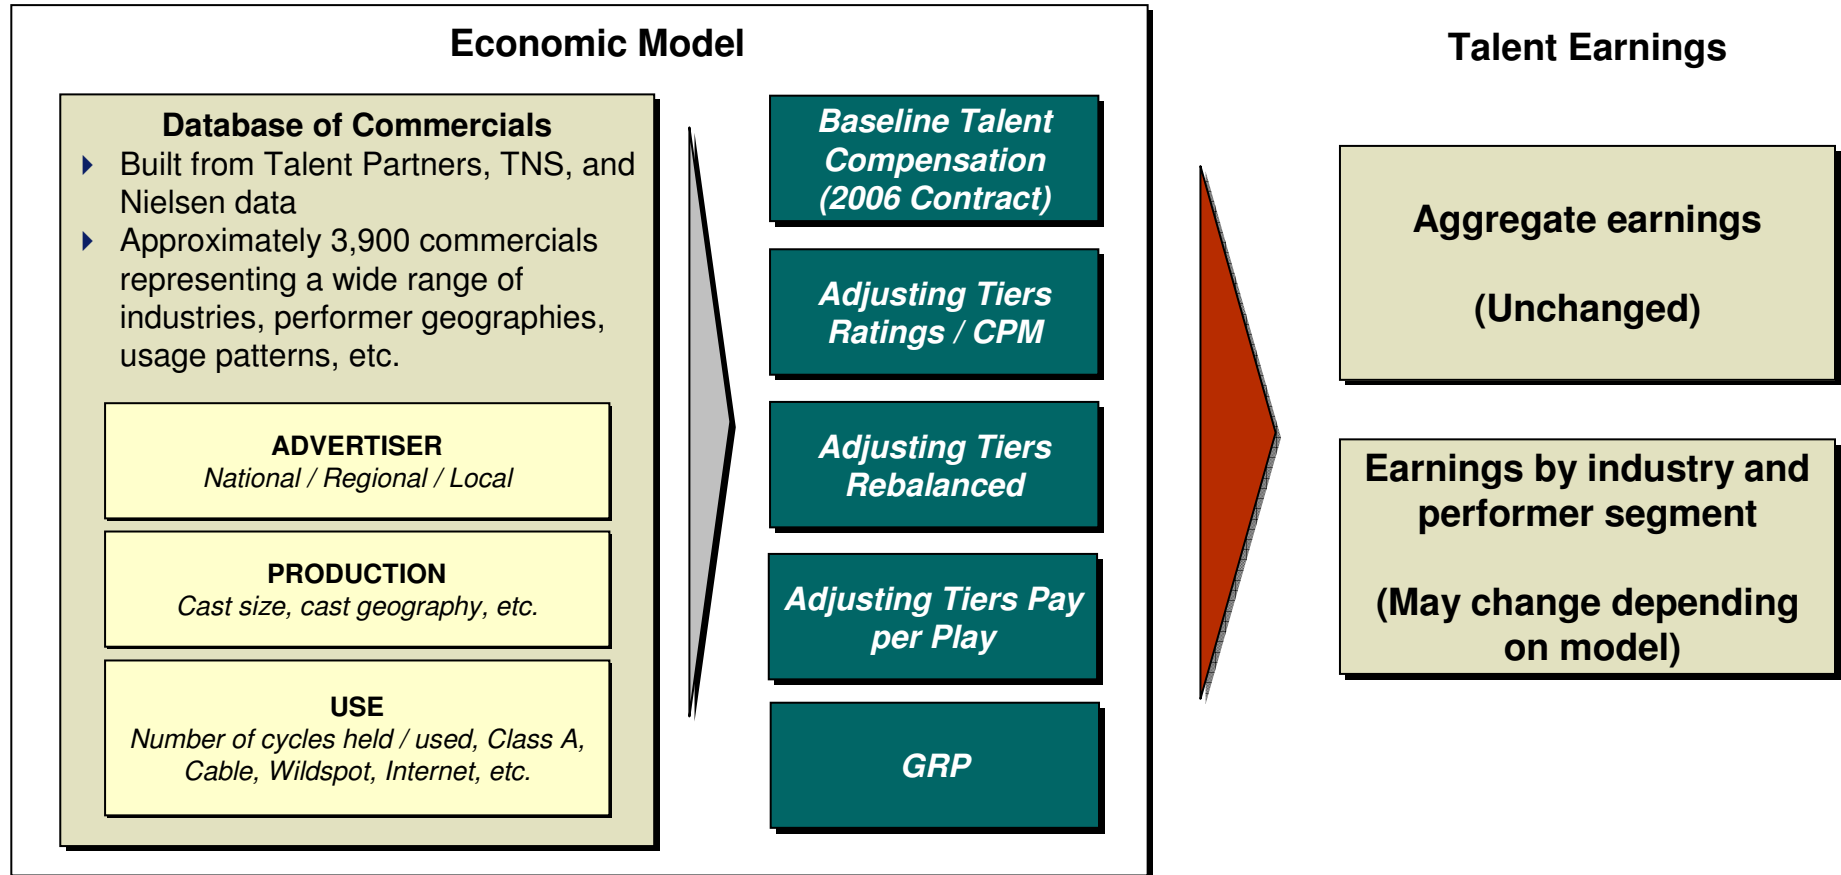 Economic Model
Database of Commercials
Built from Talent Partners, TNS, and
Nielsen data
Approximately 3,900 commercials
representing a wide range of
industries, performer geographies,
usage patterns, etc.
ADVERTISER
National / Regional / Local
PRODUCTION
Cast size, cast geography, etc.
USE
Number of cycles held / used, Class A,
Cable, Wildspot, Internet, etc.
Baseline Talent
Compensation
(2006 Contract)
Adjusting Tiers
Ratings / CPM
Adjusting Tiers
Rebalanced
Adjusting Tiers Pay
per Play
GRP
Talent Earnings
Aggregate earnings
(Unchanged)
Earnings by industry and
performer segment
(May change depending
on model)